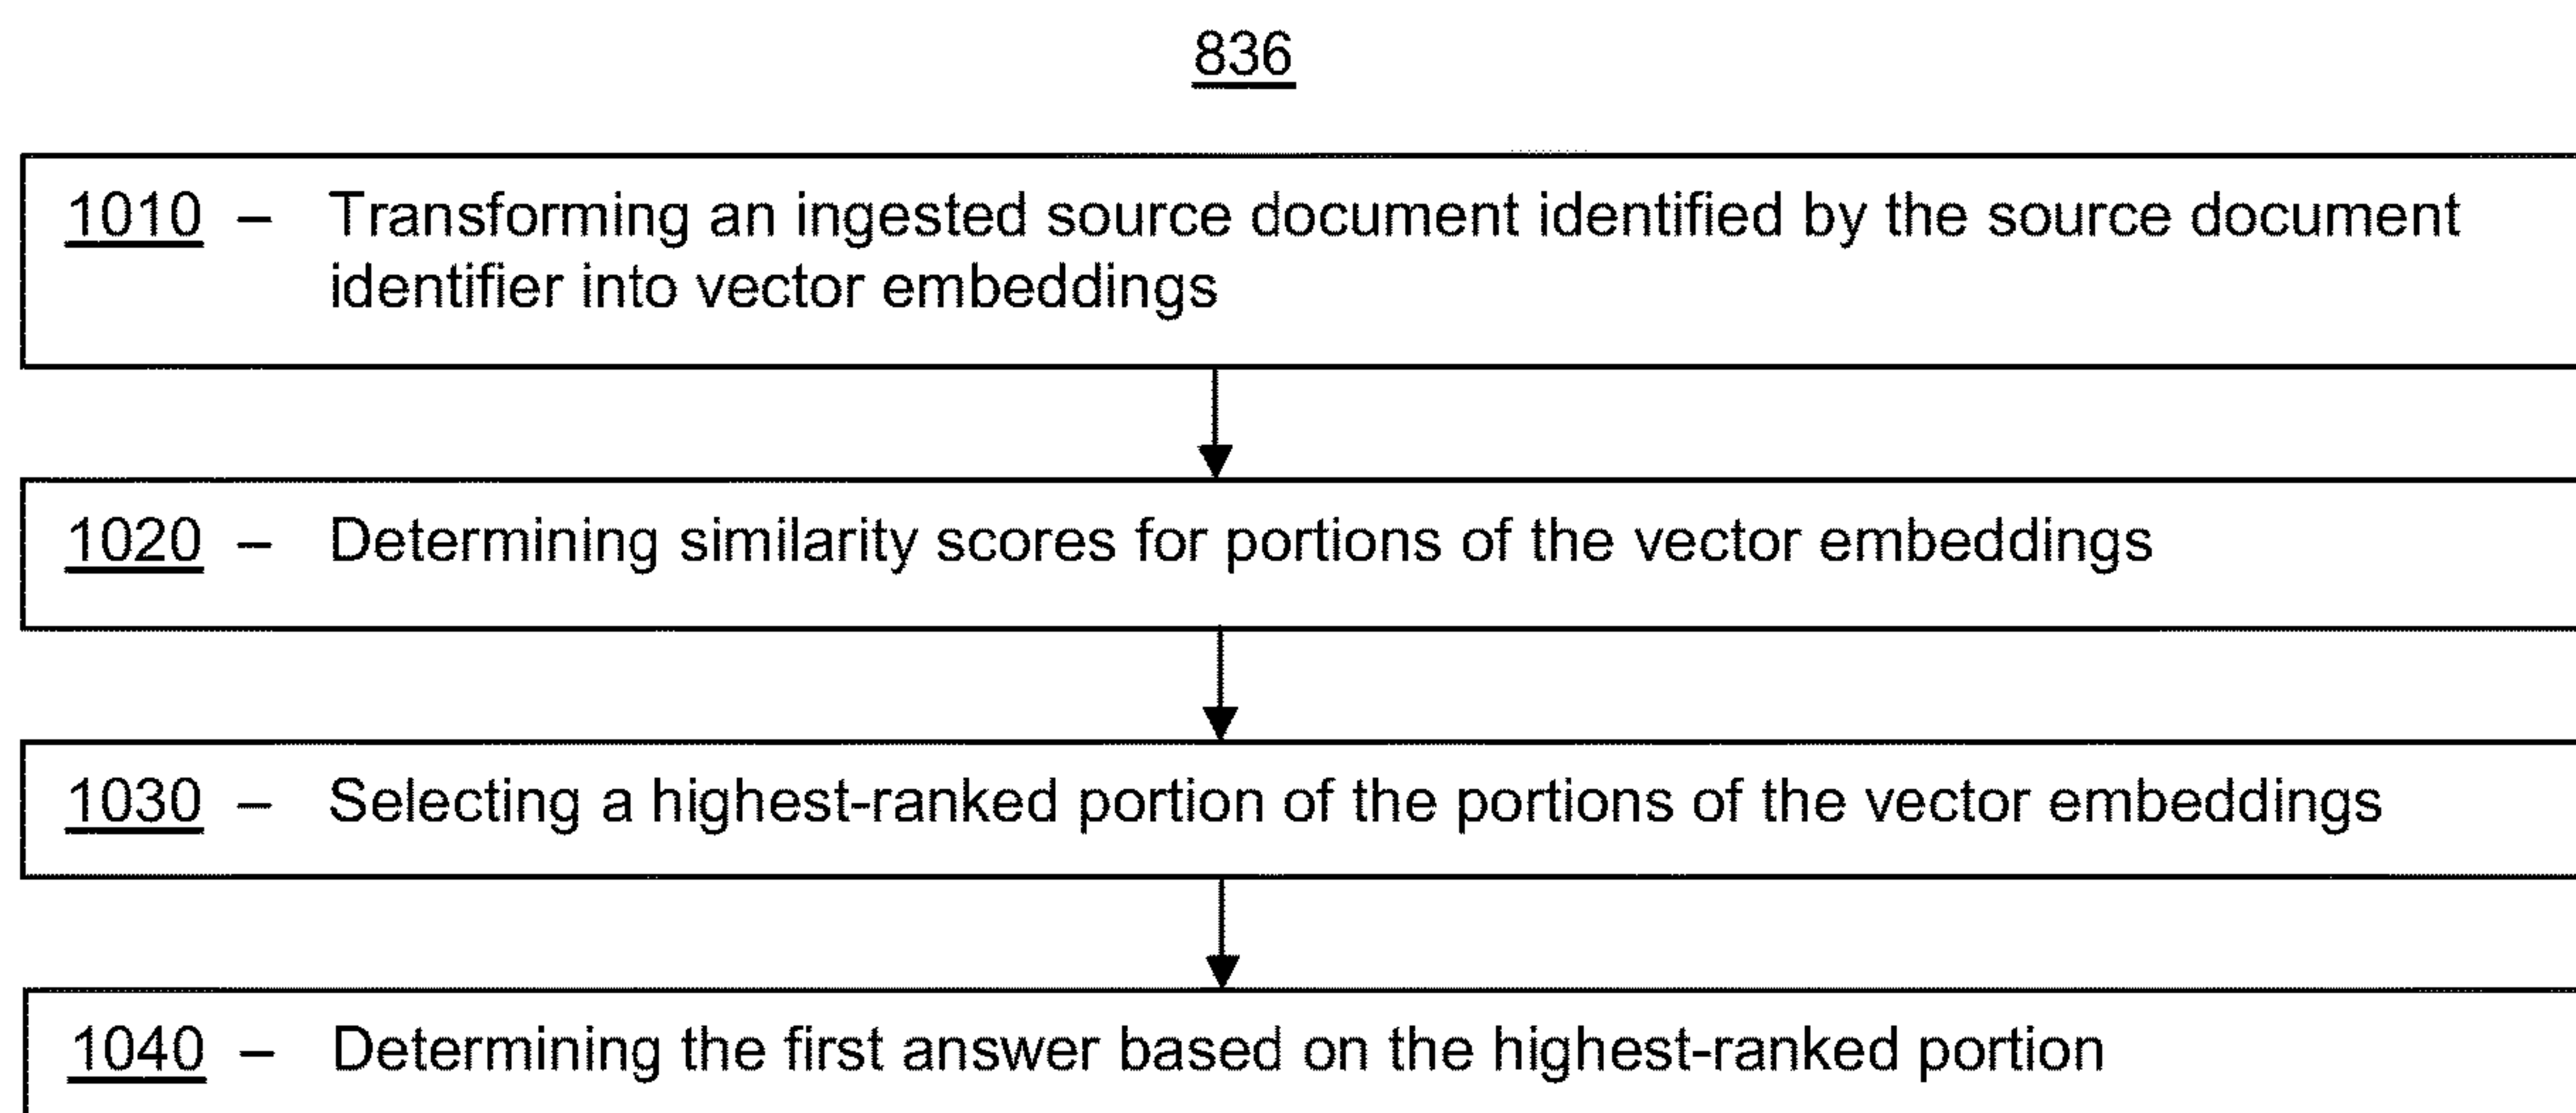 836
1010 – Transforming an ingested source document identified by the source document
identifier into vector embeddings
1020 – Determining similarity scores for portions of the vector embeddings
1030 – Selecting a highest-ranked portion of the portions of the vector embeddings
1040 – Determining the first answer based on the highest-ranked portion